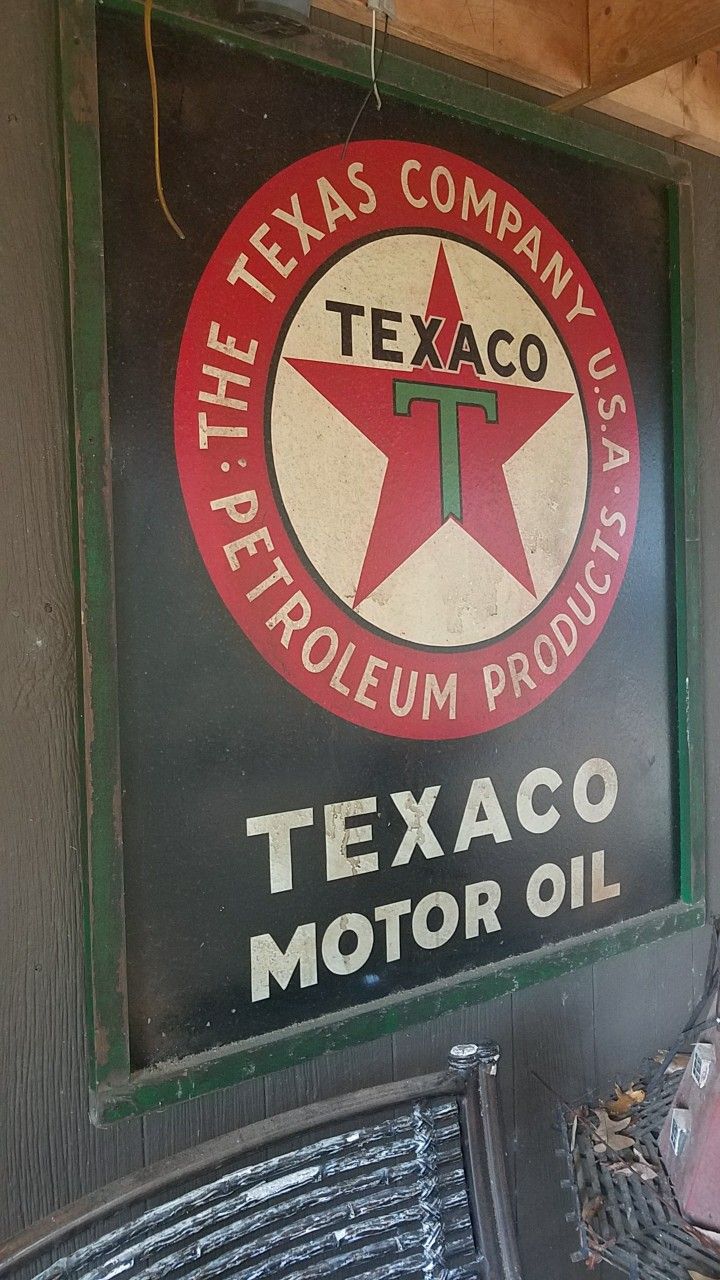 THE TEXAS COMPANY U.S.A.
TEXACO
T
PETROLEUM PRODUCTS
TEXACO
MOTOR OIL